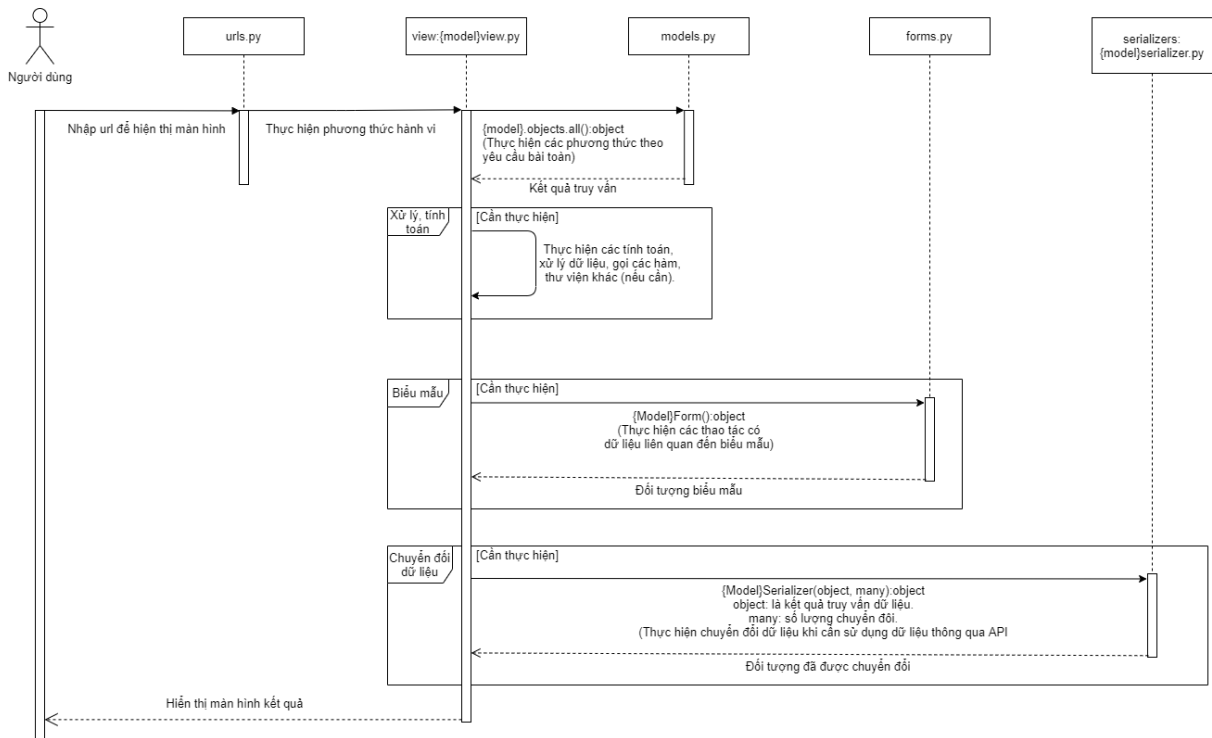 Người dùng
urls.py
view:{model}view.py
models.py
forms.py
serializers:
{model}serializer.py
Nhập url để hiện thị màn hình
Thực hiện phương thức hành vi
{model}.objects.all():object
(Thực hiện các phương thức theo
yêu cầu bài toàn)
Kết quả truy vấn
Xử lý, tính
toán
[Cần thực hiện]
Thực hiện các tính toán,
xử lý dữ liệu, gọi các hàm,
thư viện khác (nếu cần).
Biểu mẫu
[Cần thực hiện]
{Model}Form():object
(Thực hiện các thao tác có
dữ liệu liên quan đến biểu mẫu)
Đối tượng biểu mẫu
Chuyển đổi
dữ liệu
[Cần thực hiện]
{Model}Serializer(object, many):object
object: là kết quả truy vấn dữ liệu.
many: số lượng chuyển đổi.
(Thực hiện chuyển đổi dữ liệu khi cần sử dụng dữ liệu thông qua API
Đối tượng đã được chuyển đổi
Hiển thị màn hình kết quả